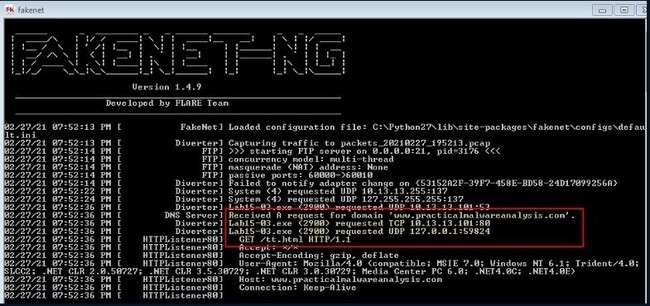 fakenet
FAKENET-NG
Version 1.4.9
Developed by FLARE Team
02/27/21 07:52:13 PM [ FakeNet] Loaded configuration file: C:\Python27\lib\site-packages\fakenet\configs\defau
lt.ini
02/27/21 07:52:13 PM [ Diverter] Capturing traffic to packets_20210227_195213.pcap
02/27/21 07:52:14 PM [ FTP] >>> starting FTP server on 0.0.0.0:21, pid=3176 <<<
02/27/21 07:52:14 PM [ FTP] concurrency model: multi-thread
02/27/21 07:52:14 PM [ FTP] masquerade (NAT) address: None
02/27/21 07:52:14 PM [ FTP] passive ports: 60000->60010
02/27/21 07:52:14 PM [ Diverter] Failed to notify adapter change on {53152A2F-39F7-458E-BD58-24D17099256A}
02/27/21 07:52:22 PM [ Diverter] System (4) requested UDP 10.13.13.255:137
02/27/21 07:52:24 PM [ Diverter] System (4) requested UDP 127.255.255.255:137
02/27/21 07:52:36 PM [ Diverter] Lab15-03.exe (2900) requested UDP 10.13.13.101:53
02/27/21 07:52:36 PM [ DNS Server] Received A request for domain 'www.practicalmalwareanalysis.com'.
02/27/21 07:52:36 PM [ Diverter] Lab15-03.exe (2900) requested TCP 10.13.13.101:80
02/27/21 07:52:36 PM [ Diverter] Lab15-03.exe (2900) requested UDP 127.0.0.1:59824
02/27/21 07:52:36 PM [ HTTPListener80] GET /tt.html HTTP/1.1
02/27/21 07:52:36 PM [ HTTPListener80] Accept: */*
02/27/21 07:52:36 PM [ HTTPListener80] Accept-Encoding: gzip, deflate
02/27/21 07:52:36 PM [ HTTPListener80] User-Agent: Mozilla/4.0 (compatible; MSIE 7.0; Windows NT 6.1; Trident/4.0;
SLCC2; .NET CLR 2.0.50727; .NET CLR 3.5.30729; .NET CLR 3.0.30729; Media Center PC 6.0; .NET4.0C; .NET4.0E)
02/27/21 07:52:36 PM [ HTTPListener80] Host: www.practicalmalwareanalysis.com
02/27/21 07:52:36 PM [ HTTPListener80] Connection: Keep-Alive